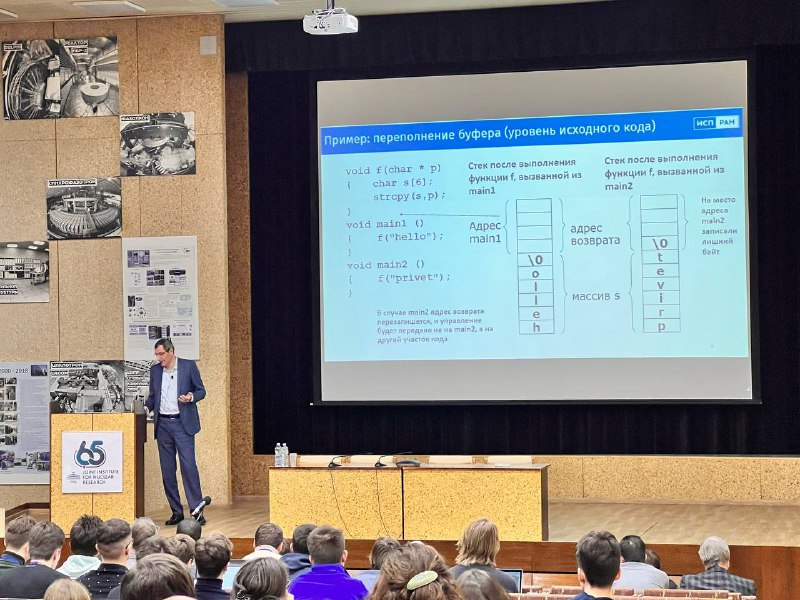 Пример: переполнение буфера (уровень исходного кода)
ИСП РАН
void f(char * p)
{ char s[6];
strcpy(s,p);
}
void main1 ()
{ f("hello");
}
void main2 ()
{ f("privet");
}
Стек после выполнения
функции f, вызванной из
main1
Стек после выполнения
функции f, вызванной из
main2
Адрес
main1
адрес
возврата
массив s
\0
o
l
l
e
h
\0
t
e
v
i
r
p
На место
адреса
main2
записали
лишний
байт
В случае main2 адрес возврата
перезапишется, и управление
будет передано не на main2, а на
другой участок кода
65
JOINT INSTITUTE
FOR NUCLEAR
RESEARCH